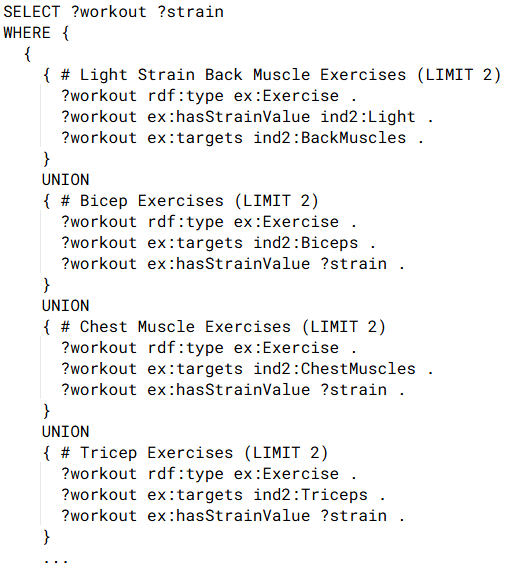 SELECT ?workout ?strain
WHERE {
  {
    { # Light Strain Back Muscle Exercises (LIMIT 2)
      ?workout rdf:type ex:Exercise .
      ?workout ex:hasStrainValue ind2:Light .
      ?workout ex:targets ind2:BackMuscles .
    }
    UNION
    { # Bicep Exercises (LIMIT 2)
      ?workout rdf:type ex:Exercise .
      ?workout ex:targets ind2:Biceps .
      ?workout ex:hasStrainValue ?strain .
    }
    UNION
    { # Chest Muscle Exercises (LIMIT 2)
      ?workout rdf:type ex:Exercise .
      ?workout ex:targets ind2:ChestMuscles .
      ?workout ex:hasStrainValue ?strain .
    }
    UNION
    { # Tricep Exercises (LIMIT 2)
      ?workout rdf:type ex:Exercise .
      ?workout ex:targets ind2:Triceps .
      ?workout ex:hasStrainValue ?strain .
    }
    ...